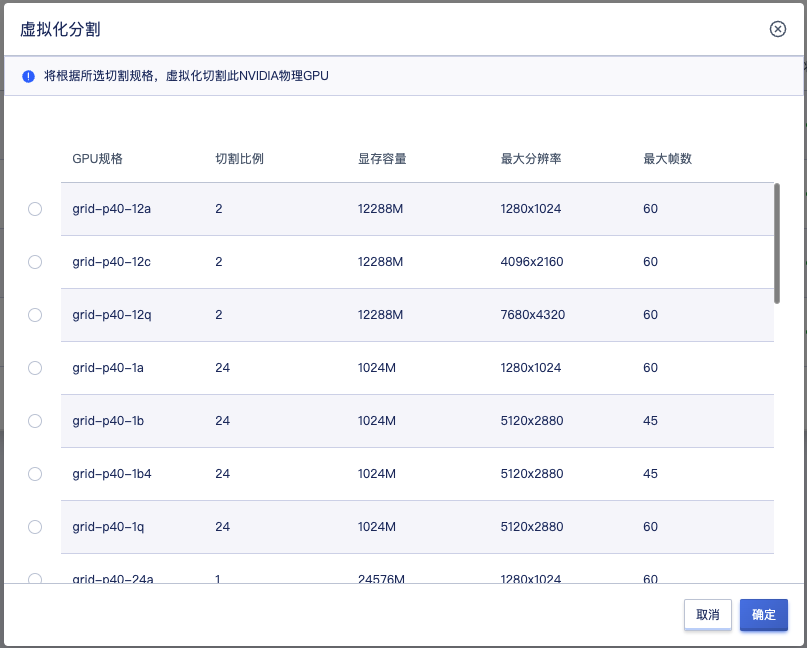 虚拟化分割
将根据所选切割规格，虚拟化切割此NVIDIA物理GPU
GPU规格 切割比例 显存容量 最大分辨率 最大帧数
grid-p40-12a 2 12288M 1280x1024 60
grid-p40-12c 2 12288M 4096x2160 60
grid-p40-12q 2 12288M 7680x4320 60
grid-p40-1a 24 1024M 1280x1024 60
grid-p40-1b 24 1024M 5120x2880 45
grid-p40-1b4 24 1024M 5120x2880 45
grid-p40-1q 24 1024M 5120x2880 60
grid-p40-24a 1 24576M 1280x1024 60
取消 确定